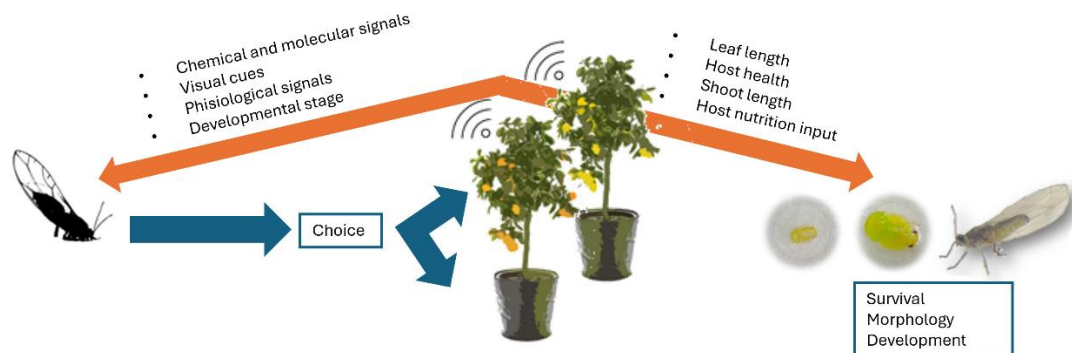 • Chemical and molecular signals
• Visual cues
• Phisiological signals
• Developmental stage
• Leaf length
• Host health
• Shoot length
• Host nutrition input
Choice
Survival
Morphology
Development